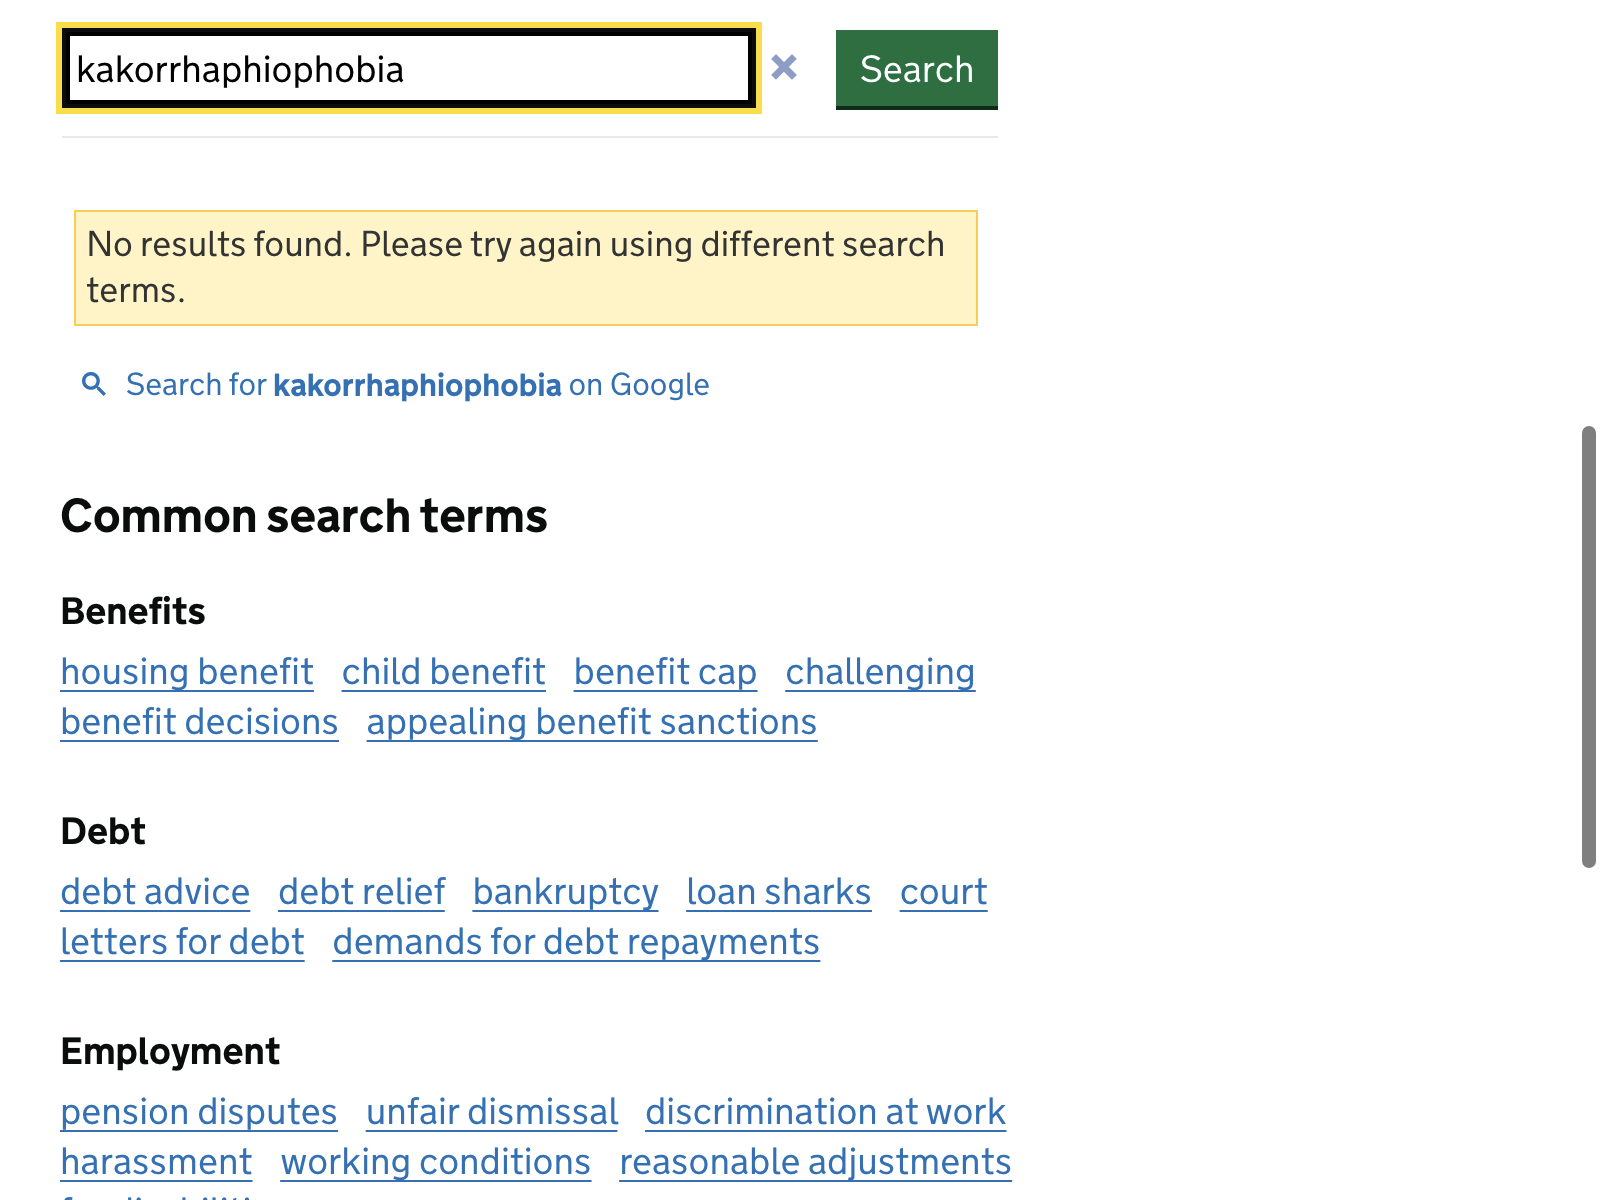 kakorrhaphiophobia
Search
No results found. Please try again using different search
terms.
Search for kakorrhaphiophobia on Google
Common search terms
Benefits
housing benefit child benefit benefit cap challenging
benefit decisions appealing benefit sanctions
Debt
debt advice debt relief bankruptcy loan sharks court
letters for debt demands for debt repayments
Employment
pension disputes unfair dismissal discrimination at work
harassment working conditions reasonable adjustments